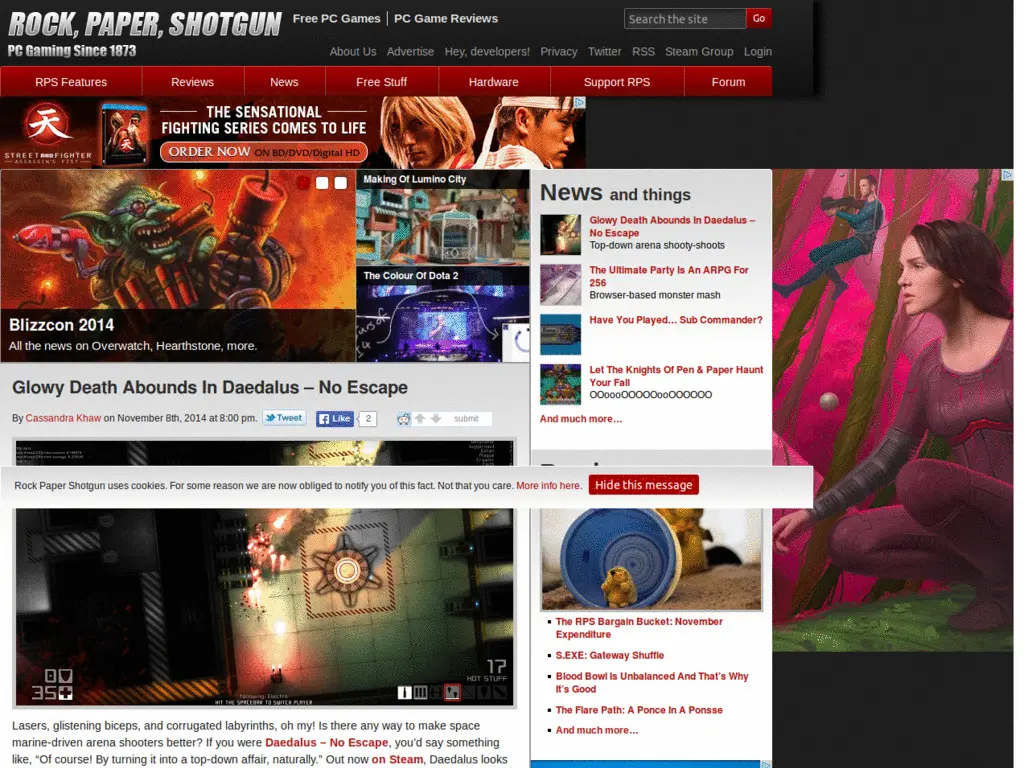 ROCK, PAPER, SHOTGUN
PC Gaming Since 1873
Free PC Games | PC Game Reviews
Search the site
Go
About Us Advertise Hey, developers! Privacy Twitter RSS Steam Group Login
RPS Features Reviews News Free Stuff Hardware Support RPS Forum
STREET FIGHTER
ASSASSIN'S FIST
THE SENSATIONAL
FIGHTING SERIES COMES TO LIFE
ORDER NOW ON BD/DVD/Digital HD
Blizzcon 2014
All the news on Overwatch, Hearthstone, more.
Making Of Lumino City
The Colour Of Dota 2
Glowy Death Abounds In Daedalus – No Escape
By Cassandra Khaw on November 8th, 2014 at 8:00 pm.
Tweet
Like
2
submit
17
HOT STUFF
35
Following: Electro
HIT THE SPACEBAR TO SWITCH PLAYER
Lasers, glistening biceps, and corrugated labyrinths, oh my! Is there any way to make space
marine-driven arena shooters better? If you were Daedalus – No Escape, you’d say something
like, “Of course! By turning it into a top-down affair, naturally.” Out now on Steam, Daedalus looks
News and things
Glowy Death Abounds In Daedalus –
No Escape
Top-down arena shooty-shoots
The Ultimate Party Is An ARPG For
256
Browser-based monster mash
Have You Played… Sub Commander?
Let The Knights Of Pen & Paper Haunt
Your Fall
OOoooOOOOOooOOOOOO
And much more…
Rock Paper Shotgun uses cookies. For some reason we are now obliged to notify you of this fact. Not that you care. More info here. Hide this message
The RPS Bargain Bucket: November
Expenditure
S.EXE: Gateway Shuffle
Blood Bowl Is Unbalanced And That’s Why
It’s Good
The Flare Path: A Ponce In A Ponsse
And much more…